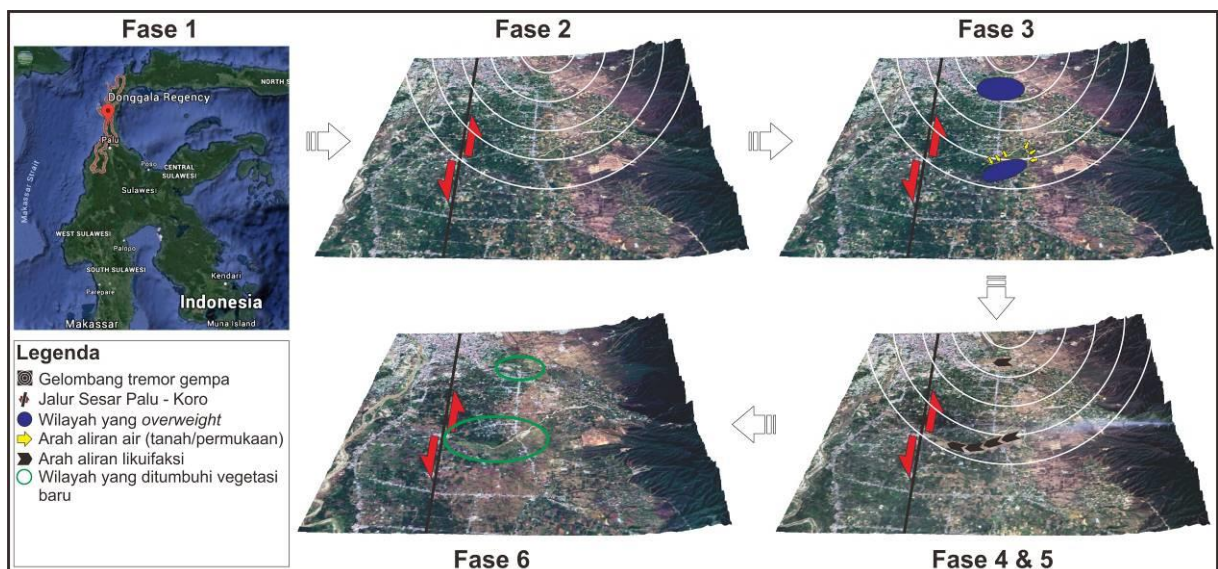 Fase 1
Fase 2
Fase 3
NORTH S
Donggala Regency
Palu
Poso
CENTRAL
SULAWESI
Sulawesi
Makassar Strait
WEST SULAWESI
Palopo
SOUTH SULAWESI
Kendari
Parepare
Indonesia
Makassar
Muna Island
Legenda
Gelombang tremor gempa
Jalur Sesar Palu - Koro
Wilayah yang overweight
Arah aliran air (tanah/permukaan)
Arah aliran likuifaksi
Wilayah yang ditumbuhi vegetasi
baru
Fase 6
Fase 4 & 5